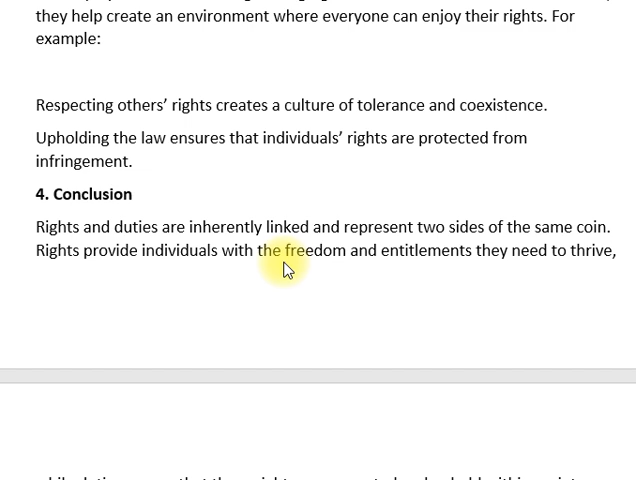 they help create an environment where everyone can enjoy their rights. For
example:
Respecting others’ rights creates a culture of tolerance and coexistence.
Upholding the law ensures that individuals’ rights are protected from
infringement.
4. Conclusion
Rights and duties are inherently linked and represent two sides of the same coin.
Rights provide individuals with the freedom and entitlements they need to thrive,